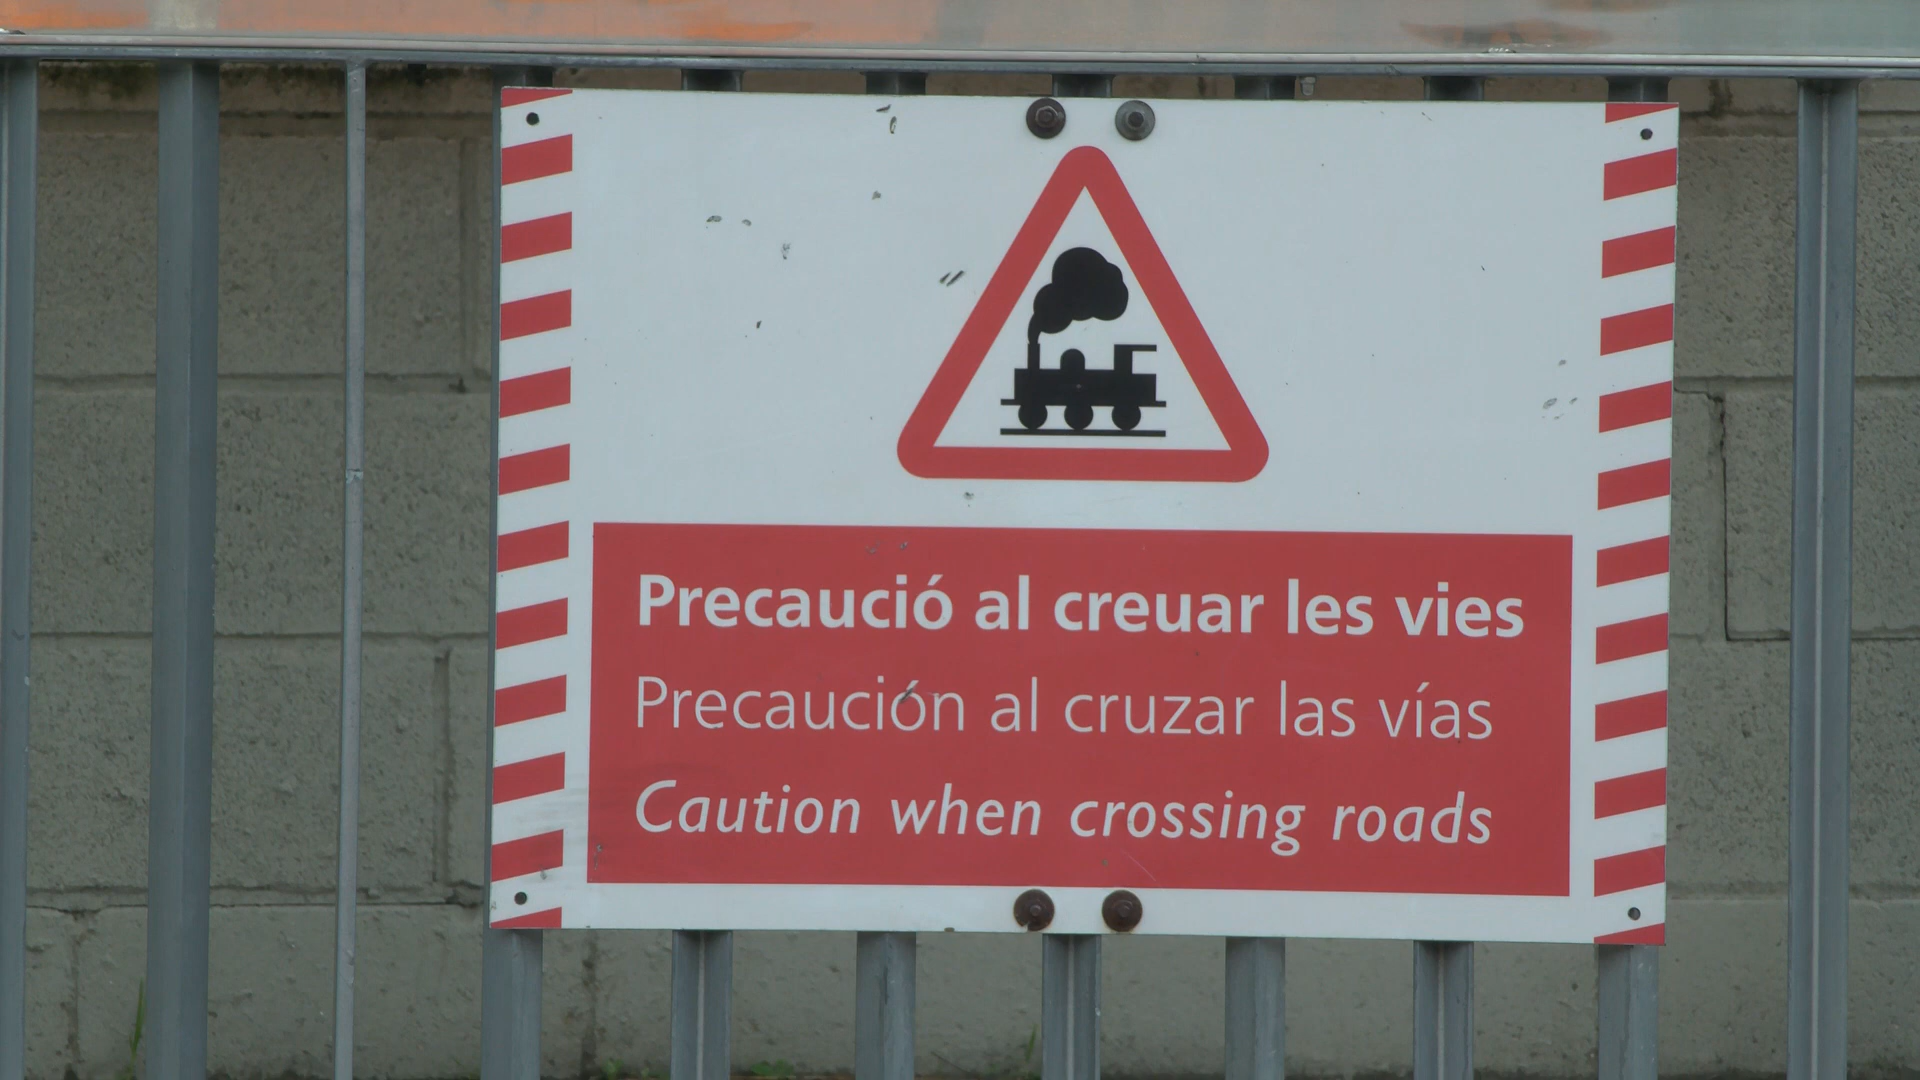 Precaució al creuar les vies
Precaución al cruzar las vías
Caution when crossing roads